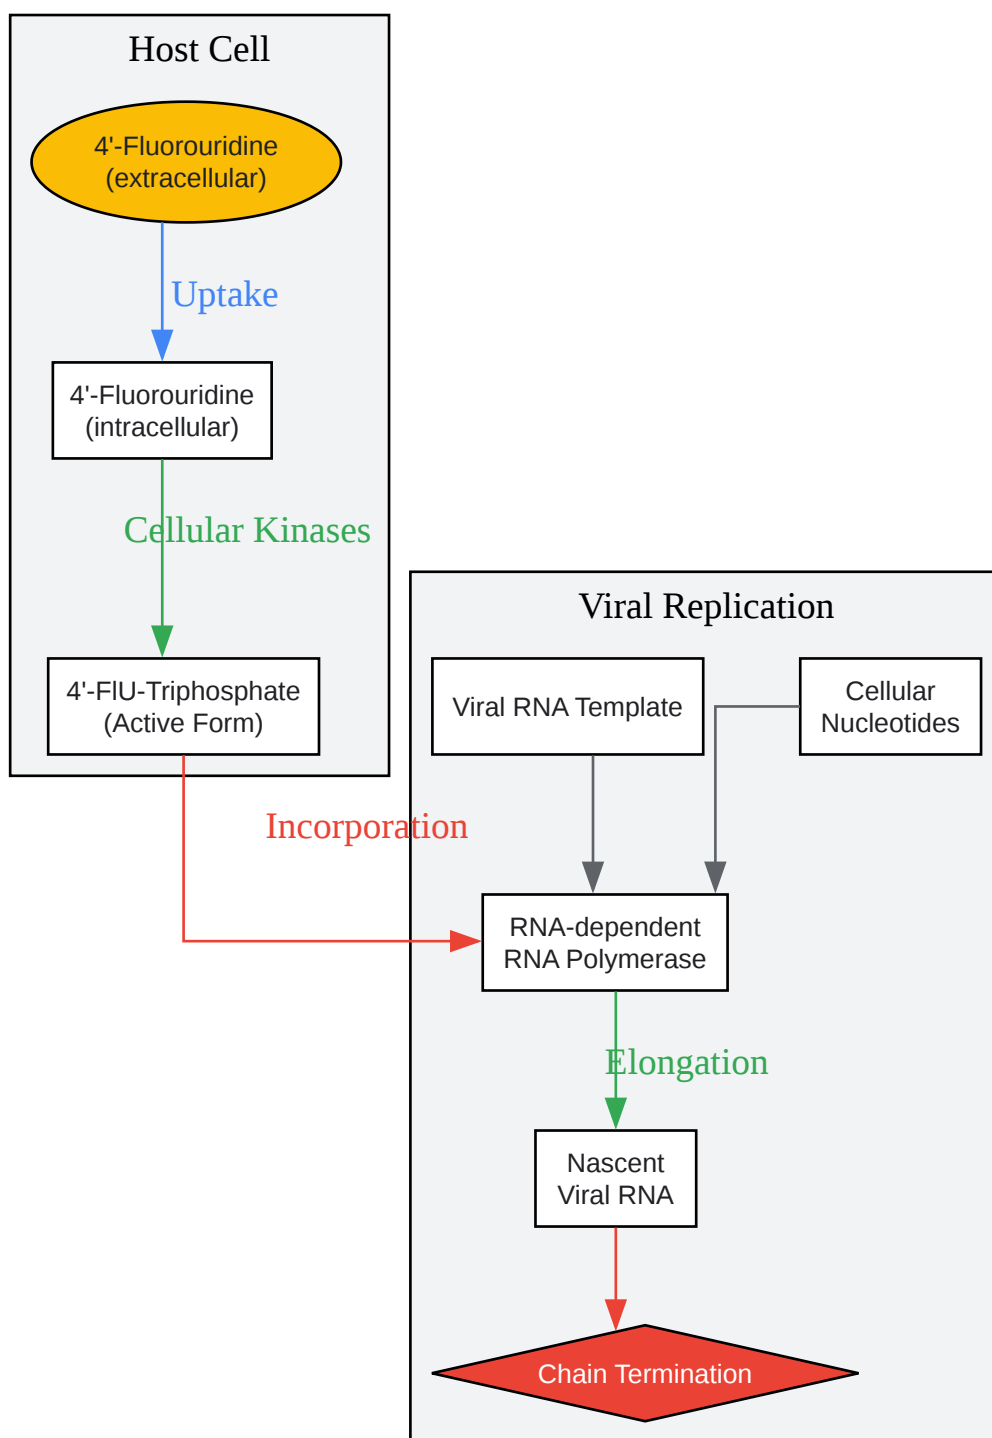 Host Cell
4'-Fluorouridine
(extracellular)
Uptake
4'-Fluorouridine
(intracellular)
Cellular Kinases
4'-FlU-Triphosphate
(Active Form)
Incorporation
Viral Replication
Viral RNA Template
Cellular
Nucleotides
RNA-dependent
RNA Polymerase
Elongation
Nascent
Viral RNA
Chain Termination